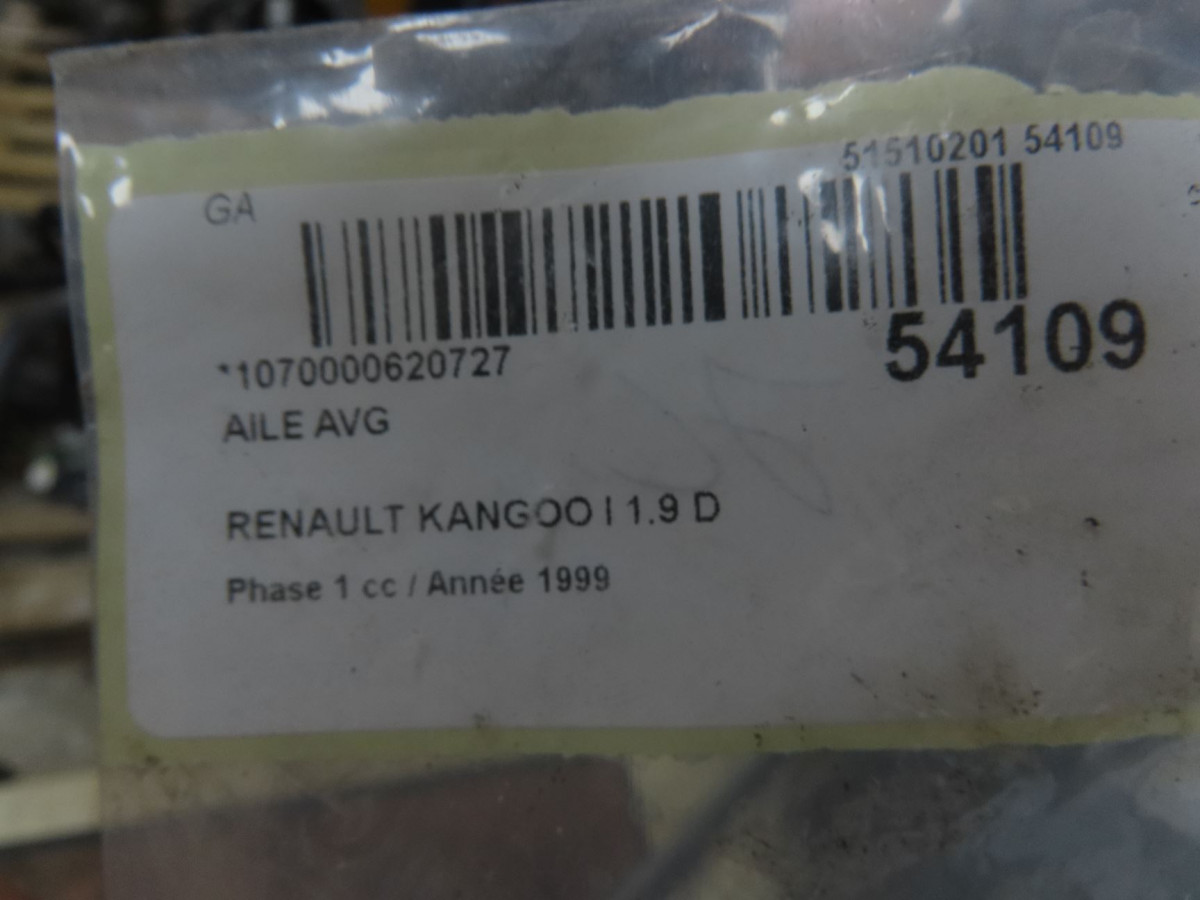 51510201 54109
GA
54109
*1070000620727
AILE AVG
RENAULT KANGOO I 1.9 D
Phase 1 cc / Année 1999